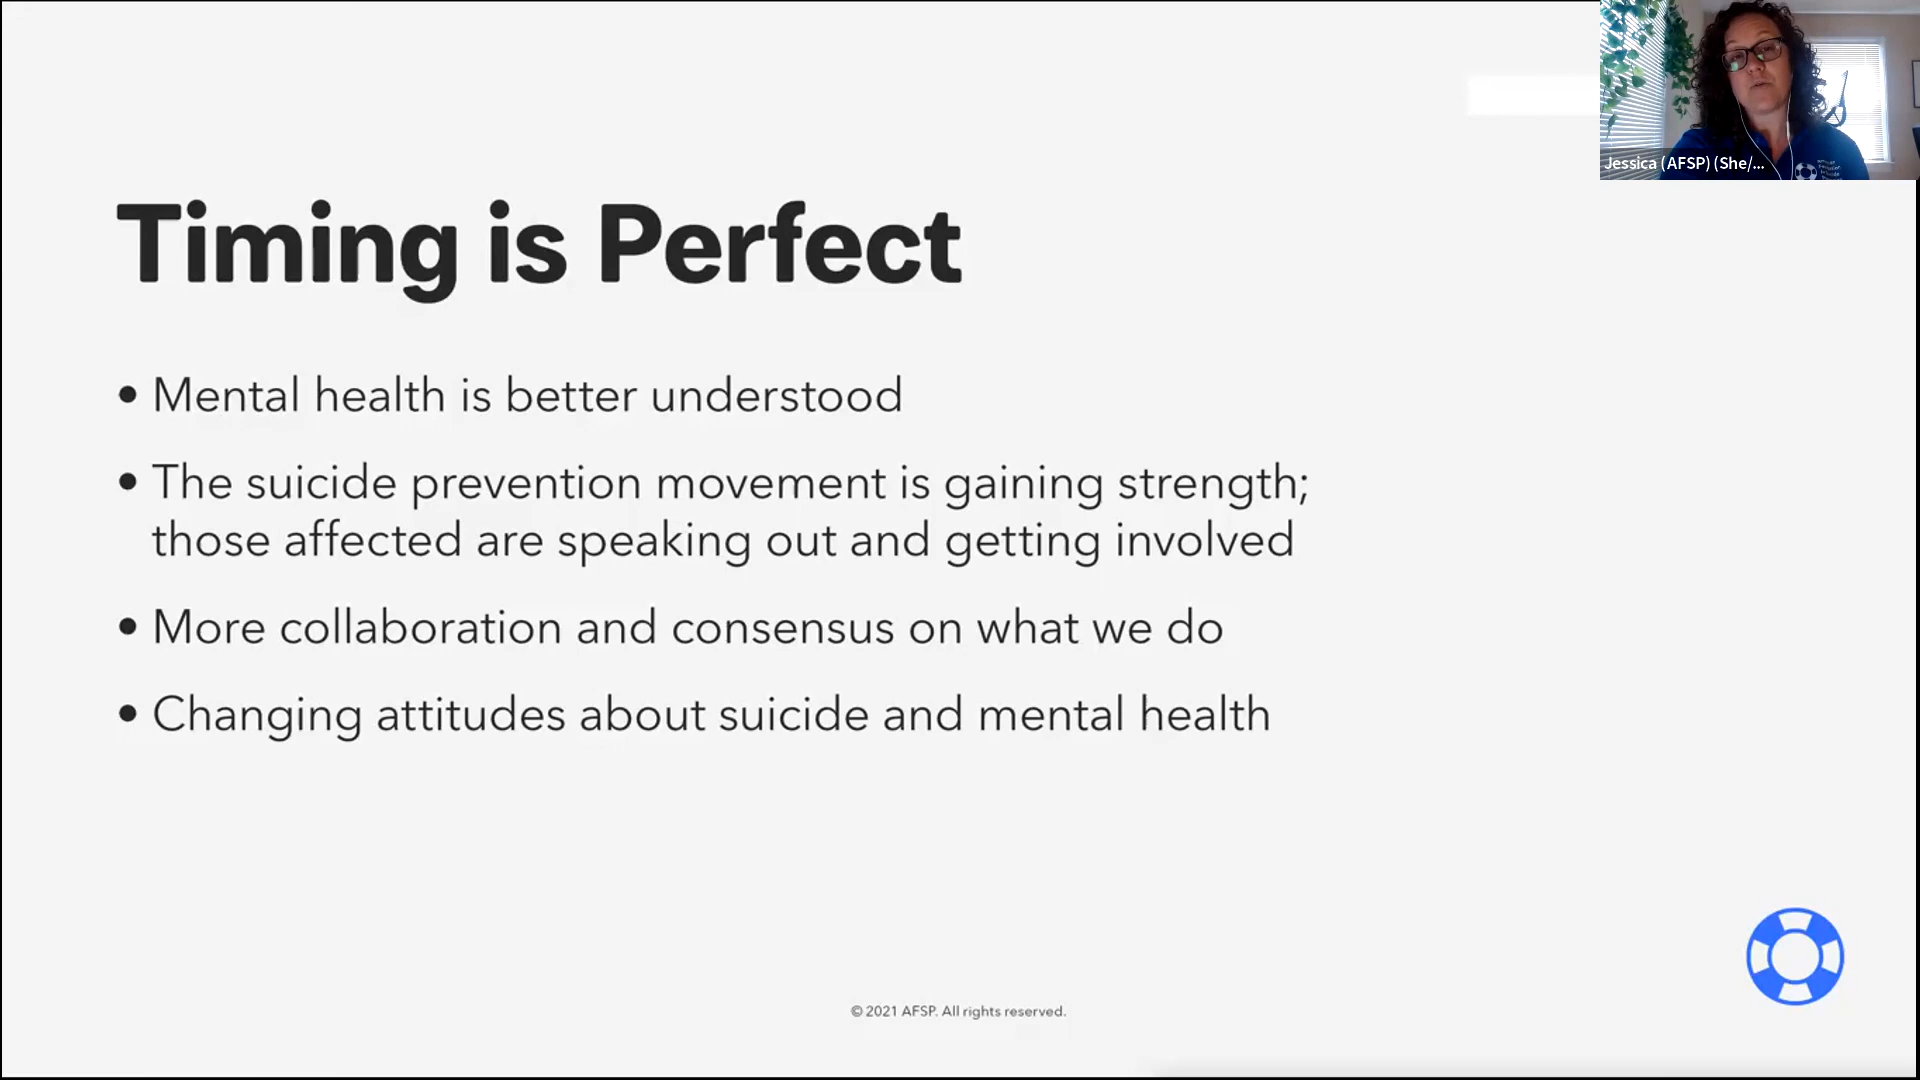 Jessica (AFSP) (She/...
Timing is Perfect
• Mental health is better understood
• The suicide prevention movement is gaining strength;
those affected are speaking out and getting involved
• More collaboration and consensus on what we do
• Changing attitudes about suicide and mental health
© 2021 AFSP. All rights reserved.